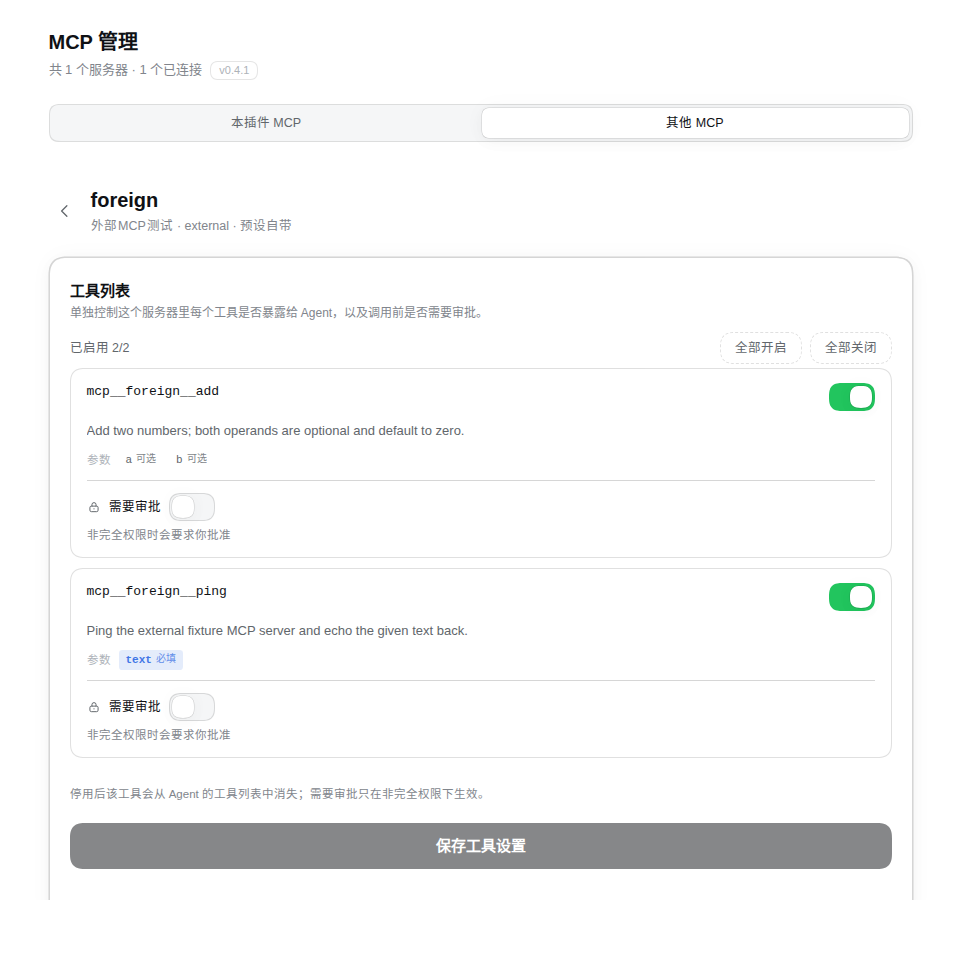 MCP 管理
共 1 个服务器 · 1 个已连接 v0.4.1
本插件 MCP 其他 MCP
foreign
外部MCP测试 · external · 预设自带
工具列表
单独控制这个服务器里每个工具是否暴露给 Agent，以及调用前是否需要审批。
已启用 2/2 全部开启 全部关闭
mcp__foreign__add
Add two numbers; both operands are optional and default to zero.
参数 a 可选 b 可选
需要审批
非完全权限时会要求你批准
mcp__foreign__ping
Ping the external fixture MCP server and echo the given text back.
参数 text 必填
需要审批
非完全权限时会要求你批准
停用后该工具会从 Agent 的工具列表中消失；需要审批只在非完全权限下生效。
保存工具设置